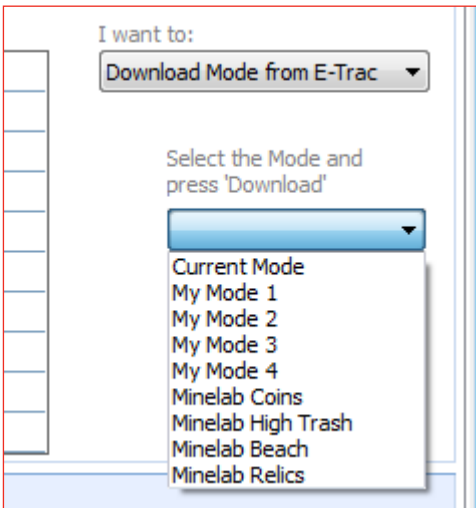 I want to:
Download Mode from E-Trac
Select the Mode and
press 'Download'
Current Mode
My Mode 1
My Mode 2
My Mode 3
My Mode 4
Minelab Coins
Minelab High Trash
Minelab Beach
Minelab Relics